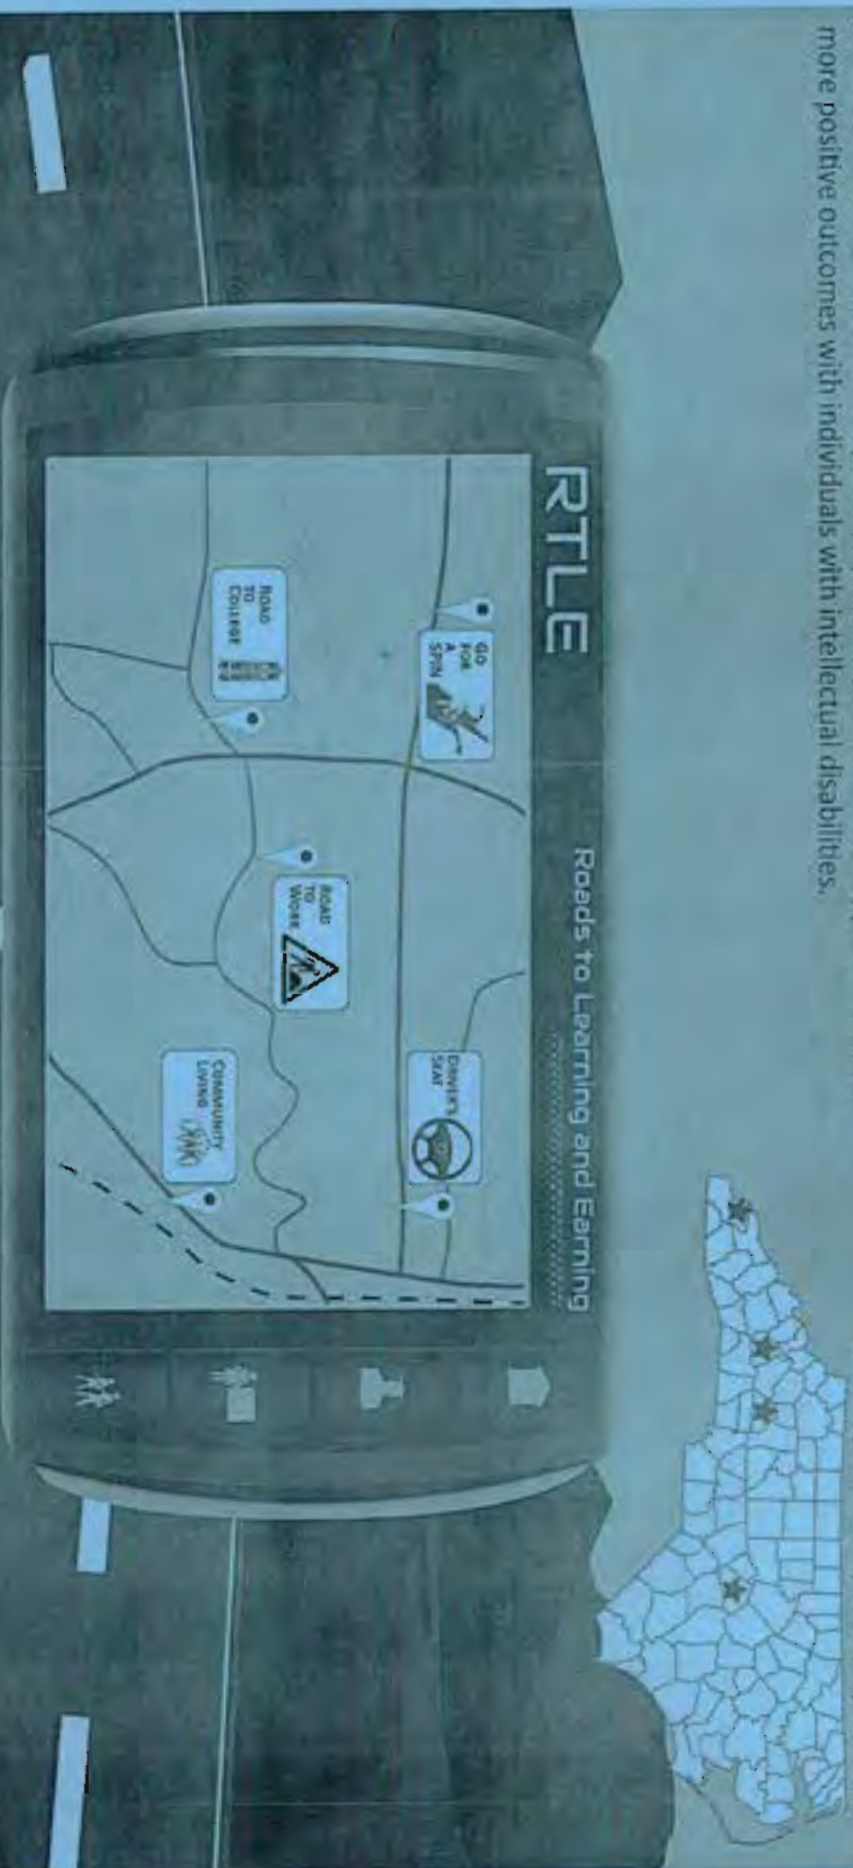 more positive outcomes with individuals with intellectual disabilities.
RTLE
Roads to Learning and Earning
GO
FOR
A
SPIN
ROAD
TO
COLLEGE
ROAD
TO
WORK
DRIVER'S
SEAT
COMMUNITY
LIVING